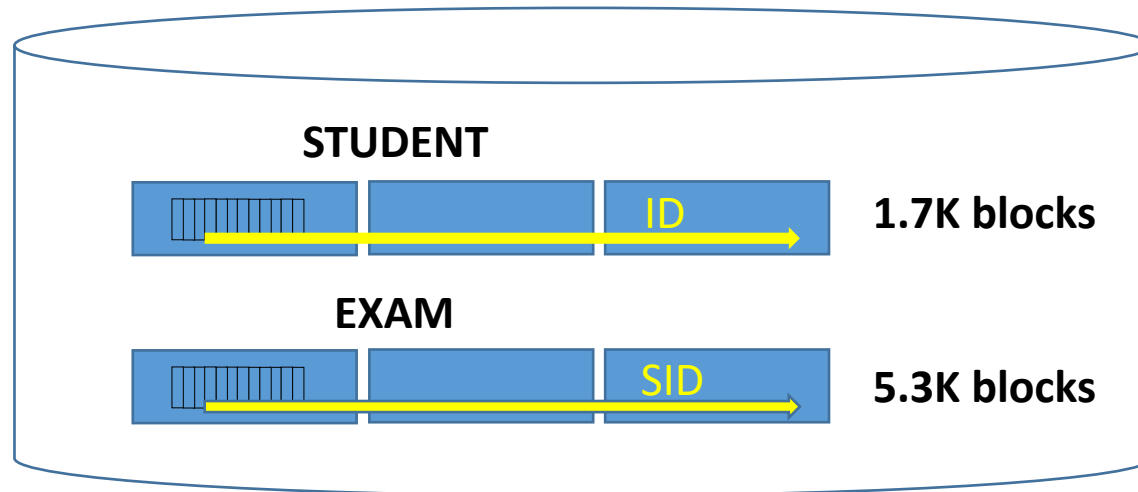 STUDENT
ID
1.7K blocks
EXAM
SID
5.3K blocks